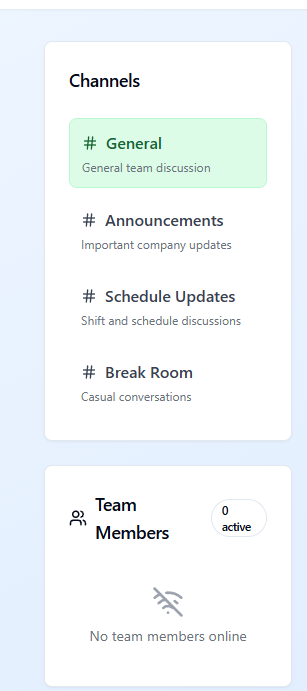 Channels
# General
General team discussion
# Announcements
Important company updates
# Schedule Updates
Shift and schedule discussions
# Break Room
Casual conversations
Team
Members
0
active
No team members online